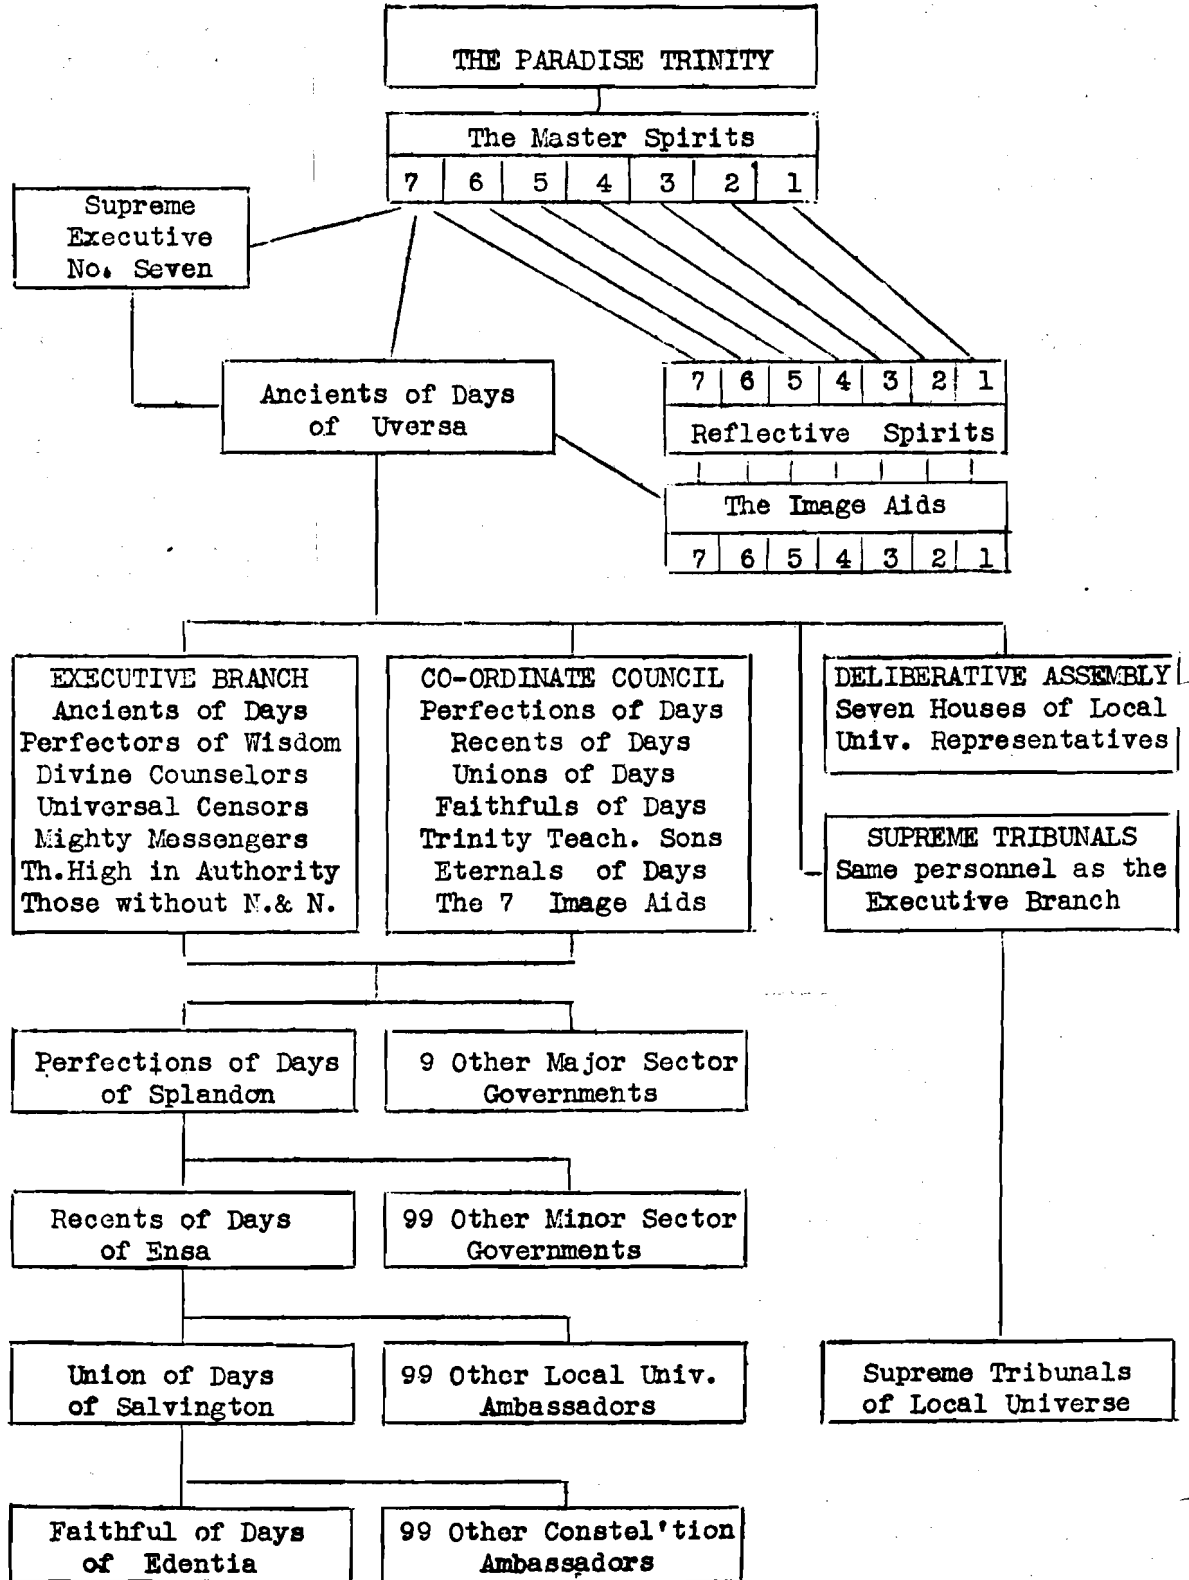 THE PARADISE TRINITY
The Master Spirits
7 6 5 4 3 2 1
Supreme
Executive
No. Seven
Ancients of Days
of Uversa
7 6 5 4 3 2 1
Reflective Spirits
The Image Aids
7 6 5 4 3 2 1
EXECUTIVE BRANCH
Ancients of Days
Perfectors of Wisdom
Divine Counselors
Universal Censors
Mighty Messengers
Th.High in Authority
Those without N.& N.
CO-ORDINATE COUNCIL
Perfections of Days
Recents of Days
Unions of Days
Faithfuls of Days
Trinity Teach. Sons
Eternals of Days
The 7 Image Aids
DELIBERATIVE ASSEMBLY
Seven Houses of Local
Univ. Representatives
SUPREME TRIBUNALS
Same personnel as the
Executive Branch
Perfections of Days
of Splandon
9 Other Major Sector
Governments
Recents of Days
of Ensa
99 Other Minor Sector
Governments
Union of Days
of Salvington
99 Other Local Univ.
Ambassadors
Supreme Tribunals
of Local Universe
Faithful of Days
of Edentia
99 Other Constel'tion
Ambassadors